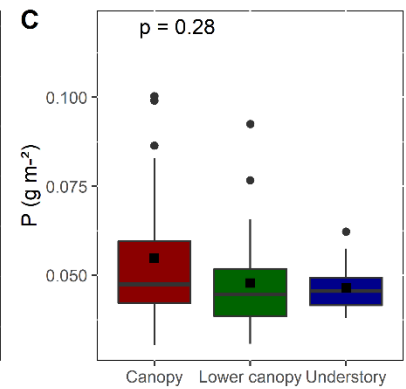 C
p = 0.28
P (g m-²)
0.100
0.075
0.050
Canopy Lower canopy Understory